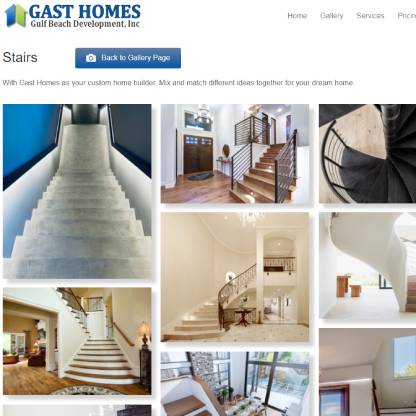 GAST HOMES
Gulf Beach Development, Inc
Home Gallery Services Pricin
Stairs
Back to Gallery Page
With Gast Homes as your custom home builder, Mix and match different ideas together for your dream home.